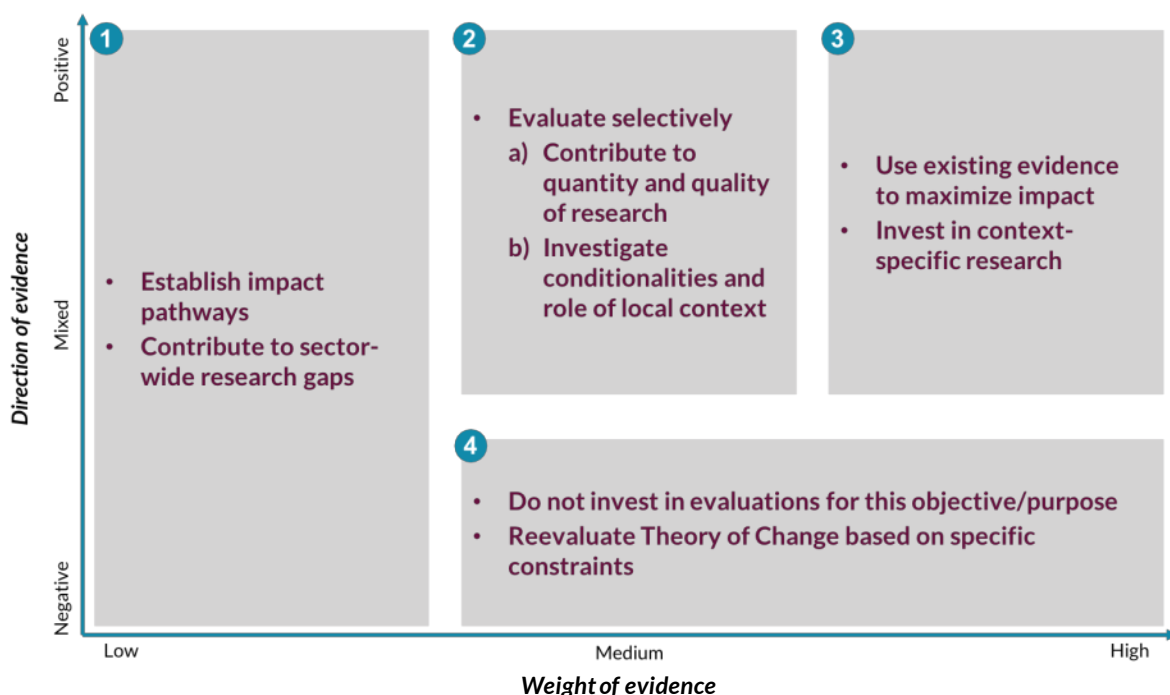 Direction of evidence
Positive
Mixed
Negative
1
• Establish impact
pathways
• Contribute to sector-
wide research gaps
2
• Evaluate selectively
a) Contribute to
quantity and quality
of research
b) Investigate
conditionalities and
role of local context
3
• Use existing evidence
to maximize impact
• Invest in context-
specific research
4
• Do not invest in evaluations for this objective/purpose
• Reevaluate Theory of Change based on specific
constraints
Low
Medium
High
Weight of evidence